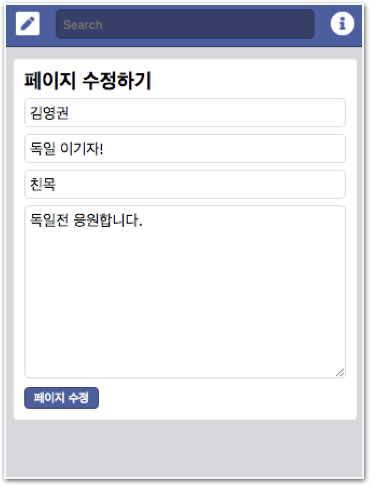 Search
페이지 수정하기
김영권
독일 이기자!
친목
독일전 응원합니다.
페이지 수정